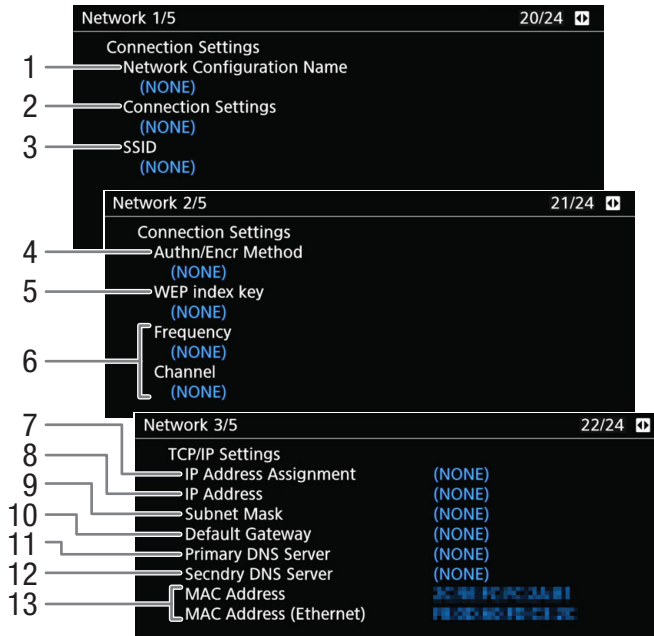 Network 1/5 20/24
Connection Settings
1 Network Configuration Name
(NONE)
2 Connection Settings
(NONE)
3 SSID
(NONE)
Network 2/5 21/24
Connection Settings
4 Authn/Encr Method
(NONE)
5 WEP index key
(NONE)
6 Frequency
(NONE)
Channel
(NONE)
Network 3/5 22/24
TCP/IP Settings
7 IP Address Assignment (NONE)
8 IP Address (NONE)
9 Subnet Mask (NONE)
10 Default Gateway (NONE)
11 Primary DNS Server (NONE)
12 Secndry DNS Server (NONE)
13 MAC Address
MAC Address (Ethernet)